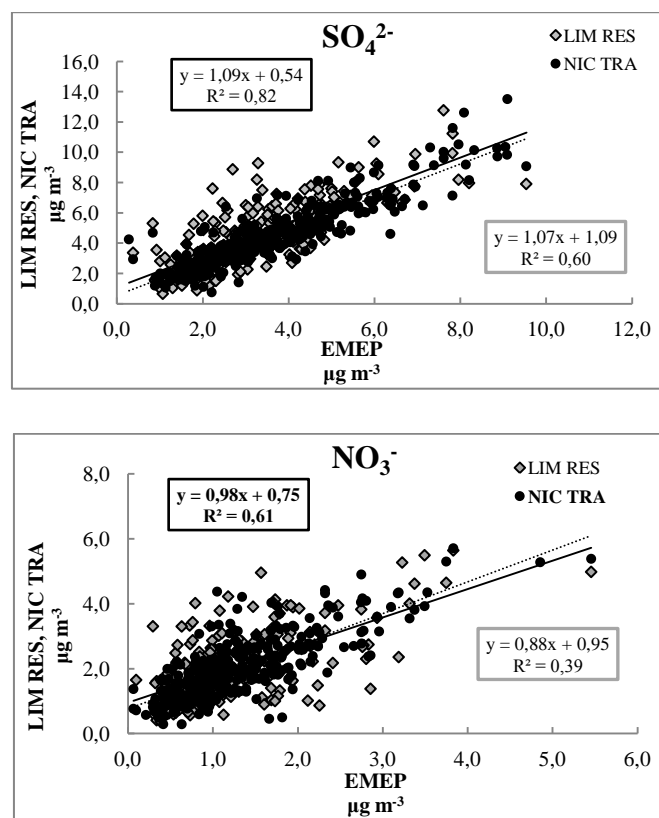 SO₄²⁻
LIM RES
NIC TRA
y = 1,09x + 0,54
R² = 0,82
16,0
14,0
12,0
10,0
8,0
6,0
4,0
2,0
0,0
LIM RES, NIC TRA
µg m⁻³
y = 1,07x + 1,09
R² = 0,60
0,0 2,0 4,0 6,0 8,0 10,0 12,0
EMEP
µg m⁻³
NO₃⁻
LIM RES
NIC TRA
y = 0,98x + 0,75
R² = 0,61
8,0
6,0
4,0
2,0
0,0
LIM RES, NIC TRA
µg m⁻³
y = 0,88x + 0,95
R² = 0,39
0,0 1,0 2,0 3,0 4,0 5,0 6,0
EMEP
µg m⁻³